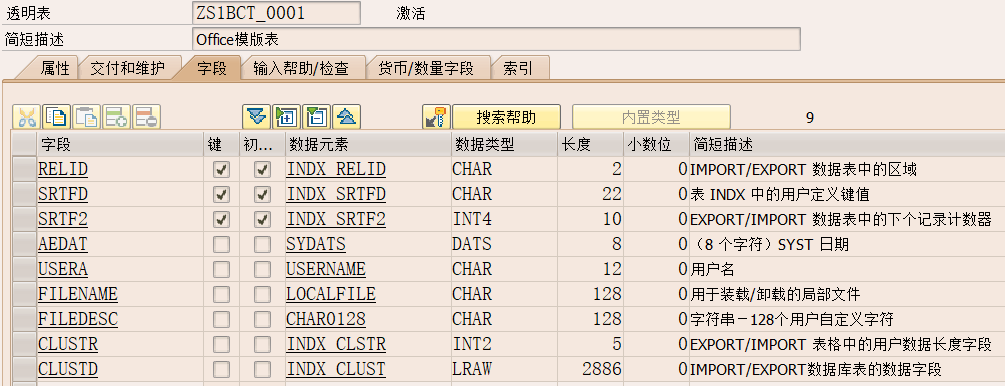 透明表 ZS1BCT_0001 激活
简短描述 Office模版表
属性 交付和维护 字段 输入帮助/检查 货币/数量字段 索引
搜索帮助 内置类型 9
字段 键 初... 数据元素 数据类型 长度 小数位 简短描述
RELID INDX_RELID CHAR 2 0 IMPORT/EXPORT 数据表中的区域
SRTFD INDX_SRTFD CHAR 22 0 表 INDX 中的用户定义键值
SRTF2 INDX_SRTF2 INT4 10 0 EXPORT/IMPORT 数据表中的下个记录计数器
AEDAT SYDATS DATS 8 0 （8 个字符）SYST 日期
USERA USERNAME CHAR 12 0 用户名
FILENAME LOCALFILE CHAR 128 0 用于装载/卸载的局部文件
FILEDESC CHAR0128 CHAR 128 0 字符串－128个用户自定义字符
CLUSTR INDX_CLSTR INT2 5 0 EXPORT/IMPORT 表格中的用户数据长度字段
CLUSTD INDX_CLUST LRAW 2886 0 IMPORT/EXPORT数据库表的数据字段